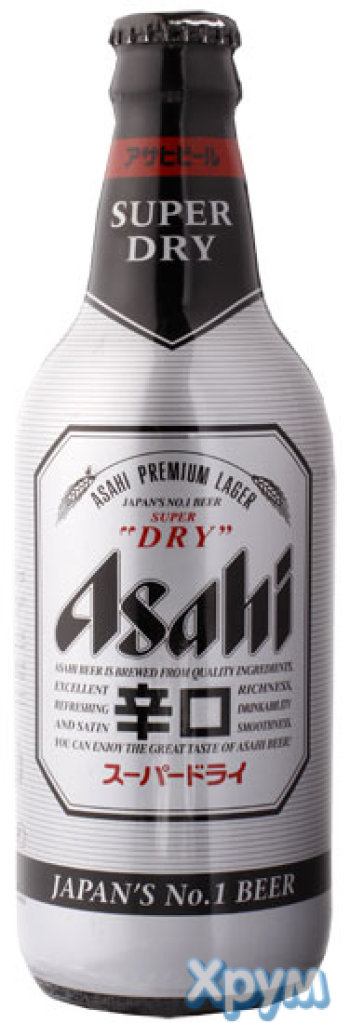 アサヒビール
SUPER
DRY
ASAHI PREMIUM LAGER
JAPAN'S NO.1 BEER
SUPER
"DRY"
Asahi
ASAHI BEER IS BREWED FROM QUALITY INGREDIENTS,
EXCELLENT RICHNESS,
REFRESHING 辛口 DRINKABILITY
AND SATIN SMOOTHNESS.
YOU CAN ENJOY THE GREAT TASTE OF ASAHI BEER!
スーパードライ
JAPAN'S No.1 BEER
Хрум